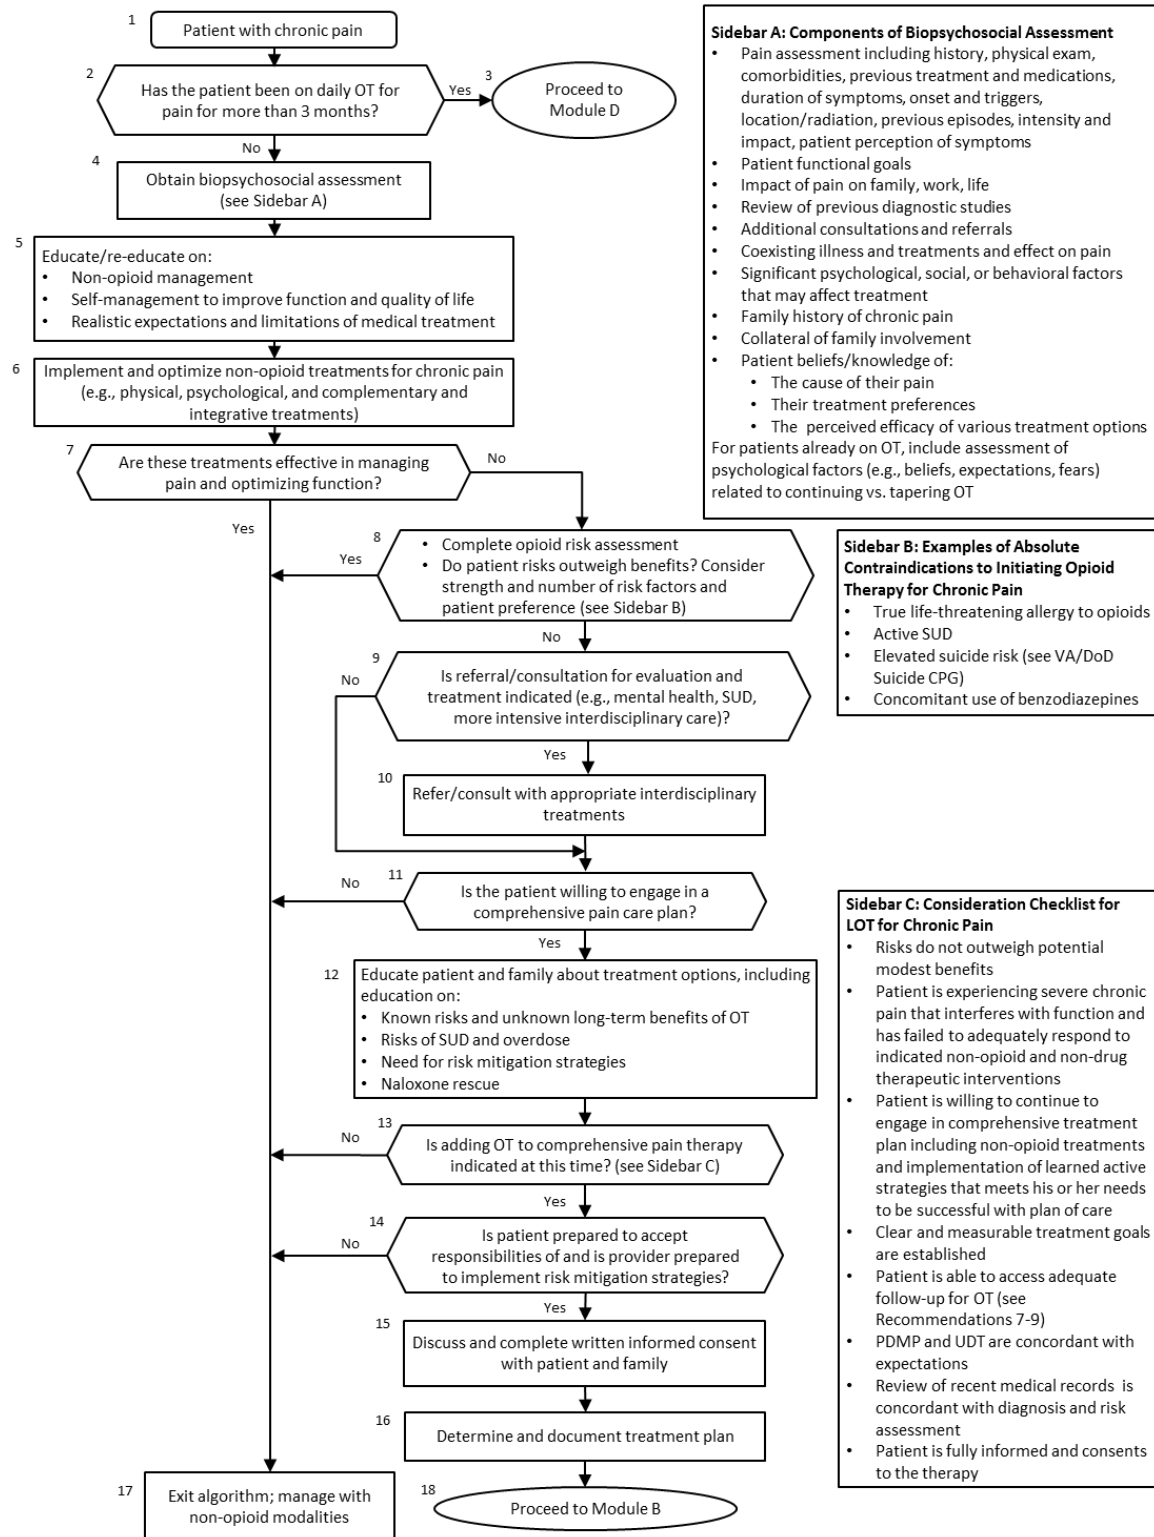 1
Patient with chronic pain
2
Has the patient been on daily OT for
pain for more than 3 months?
Yes
3
Proceed to
Module D
No
4
Obtain biopsychosocial assessment
(see Sidebar A)
5
Educate/re-educate on:
• Non-opioid management
• Self-management to improve function and quality of life
• Realistic expectations and limitations of medical treatment
6
Implement and optimize non-opioid treatments for chronic pain
(e.g., physical, psychological, and complementary and
integrative treatments)
7
Are these treatments effective in managing
pain and optimizing function?
No
Yes
8
• Complete opioid risk assessment
• Do patient risks outweigh benefits? Consider
strength and number of risk factors and
patient preference (see Sidebar B)
Yes
No
9
Is referral/consultation for evaluation and
treatment indicated (e.g., mental health, SUD,
more intensive interdisciplinary care)?
No
Yes
10
Refer/consult with appropriate interdisciplinary
treatments
11
Is the patient willing to engage in a
comprehensive pain care plan?
No
Yes
12
Educate patient and family about treatment options, including
education on:
• Known risks and unknown long-term benefits of OT
• Risks of SUD and overdose
• Need for risk mitigation strategies
• Naloxone rescue
13
Is adding OT to comprehensive pain therapy
indicated at this time? (see Sidebar C)
No
Yes
14
Is patient prepared to accept
responsibilities of and is provider prepared
to implement risk mitigation strategies?
No
Yes
15
Discuss and complete written informed consent
with patient and family
16
Determine and document treatment plan
17
Exit algorithm; manage with
non-opioid modalities
18
Proceed to Module B
Sidebar A: Components of Biopsychosocial Assessment
• Pain assessment including history, physical exam,
comorbidities, previous treatment and medications,
duration of symptoms, onset and triggers,
location/radiation, previous episodes, intensity and
impact, patient perception of symptoms
• Patient functional goals
• Impact of pain on family, work, life
• Review of previous diagnostic studies
• Additional consultations and referrals
• Coexisting illness and treatments and effect on pain
• Significant psychological, social, or behavioral factors
that may affect treatment
• Family history of chronic pain
• Collateral of family involvement
• Patient beliefs/knowledge of:
• The cause of their pain
• Their treatment preferences
• The perceived efficacy of various treatment options
For patients already on OT, include assessment of
psychological factors (e.g., beliefs, expectations, fears)
related to continuing vs. tapering OT
Sidebar B: Examples of Absolute
Contraindications to Initiating Opioid
Therapy for Chronic Pain
• True life-threatening allergy to opioids
• Active SUD
• Elevated suicide risk (see VA/DoD
Suicide CPG)
• Concomitant use of benzodiazepines
Sidebar C: Consideration Checklist for
LOT for Chronic Pain
• Risks do not outweigh potential
modest benefits
• Patient is experiencing severe chronic
pain that interferes with function and
has failed to adequately respond to
indicated non-opioid and non-drug
therapeutic interventions
• Patient is willing to continue to
engage in comprehensive treatment
plan including non-opioid treatments
and implementation of learned active
strategies that meets his or her needs
to be successful with plan of care
• Clear and measurable treatment goals
are established
• Patient is able to access adequate
follow-up for OT (see
Recommendations 7-9)
• PDMP and UDT are concordant with
expectations
• Review of recent medical records is
concordant with diagnosis and risk
assessment
• Patient is fully informed and consents
to the therapy